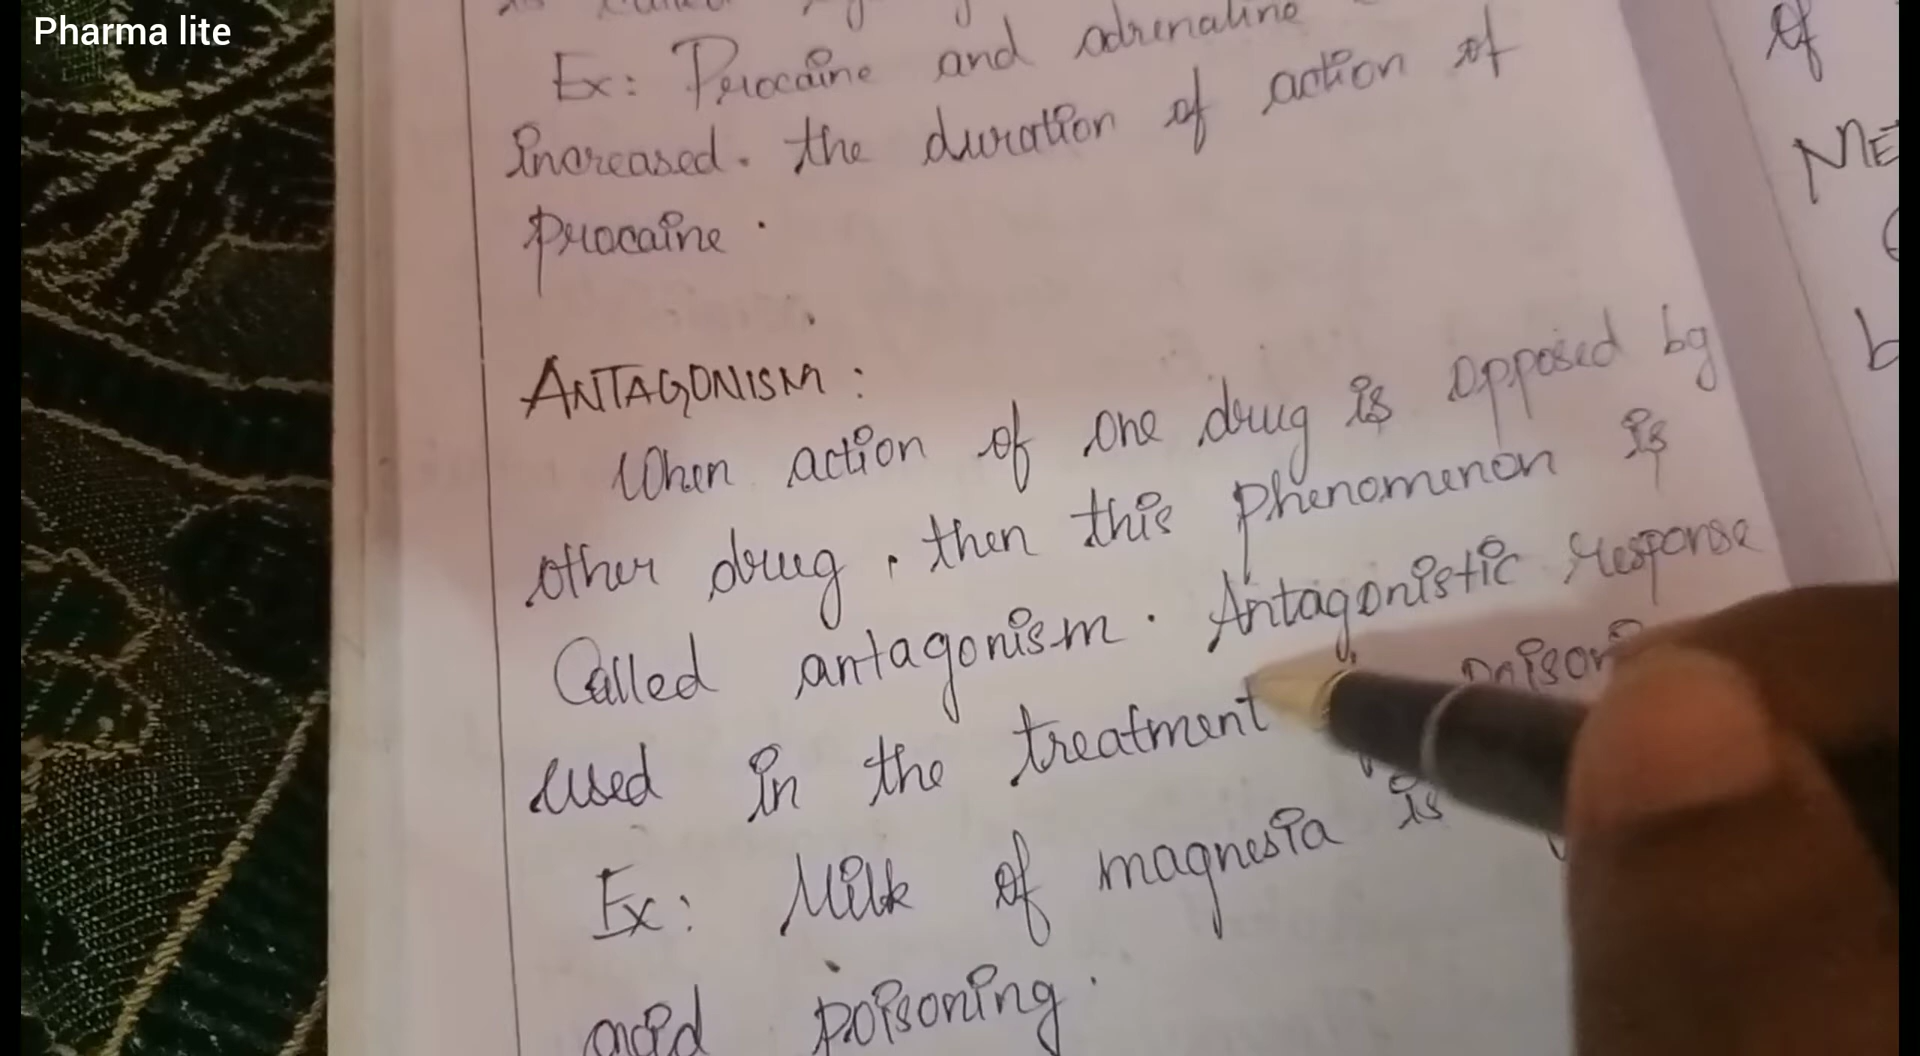 Pharma lite
Ex: Procaine and adrenaline
increased. the duration of action of
procaine.
ANTAGONISM:
When action of one drug is opposed by
other drug, then this phenomenon is
Called antagonism. Antagonistic response
used in the treatment
Ex: Milk of magnesia is
acid poisoning.
of
ME
b